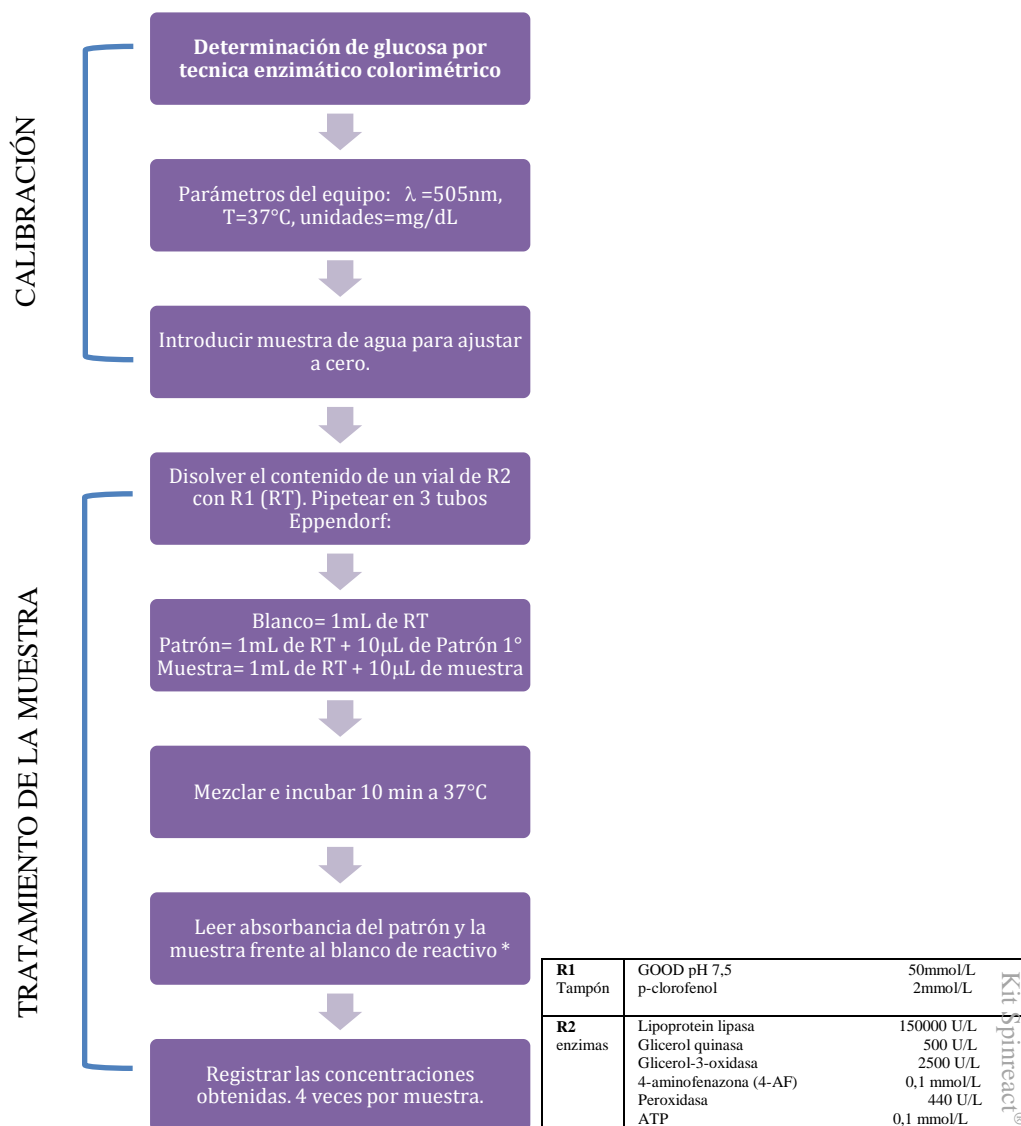 CALIBRACIÓN
Determinación de glucosa por
tecnica enzimático colorimétrico
Parámetros del equipo: λ =505nm,
T=37°C, unidades=mg/dL
Introducir muestra de agua para ajustar
a cero.
TRATAMIENTO DE LA MUESTRA
Disolver el contenido de un vial de R2
con R1 (RT). Pipetear en 3 tubos
Eppendorf:
Blanco= 1mL de RT
Patrón= 1mL de RT + 10μL de Patrón 1°
Muestra= 1mL de RT + 10μL de muestra
Mezclar e incubar 10 min a 37°C
Leer absorbancia del patrón y la
muestra frente al blanco de reactivo *
Registrar las concentraciones
obtenidas. 4 veces por muestra.
R1 GOOD pH 7,5 50mmol/L
Tampón p-clorofenol 2mmol/L
R2 Lipoprotein lipasa 150000 U/L
enzimas Glicerol quinasa 500 U/L
Glicerol-3-oxidasa 2500 U/L
4-aminofenazona (4-AF) 0,1 mmol/L
Peroxidasa 440 U/L
ATP 0,1 mmol/L
Kit Spinreact®